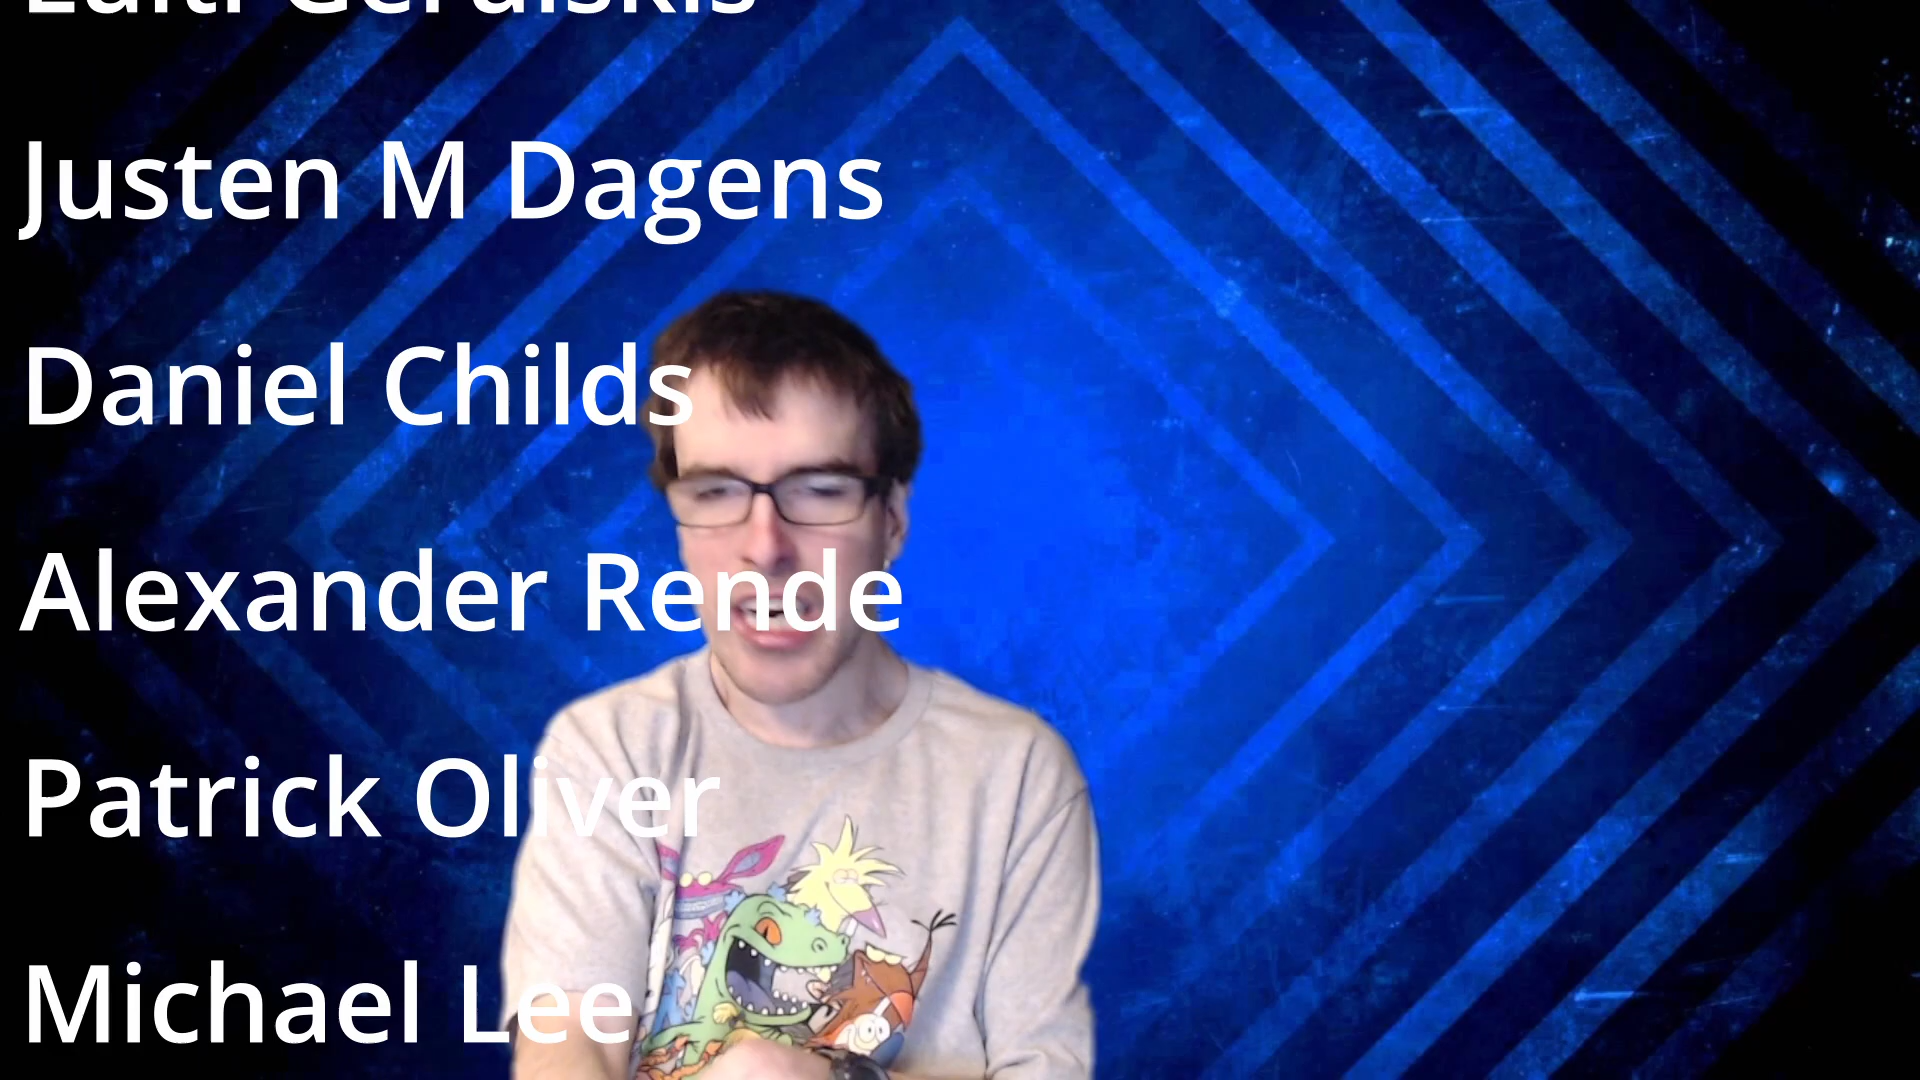 Justen M Dagens
Daniel Childs
Alexander Rende
Patrick Oliver
Michael Lee